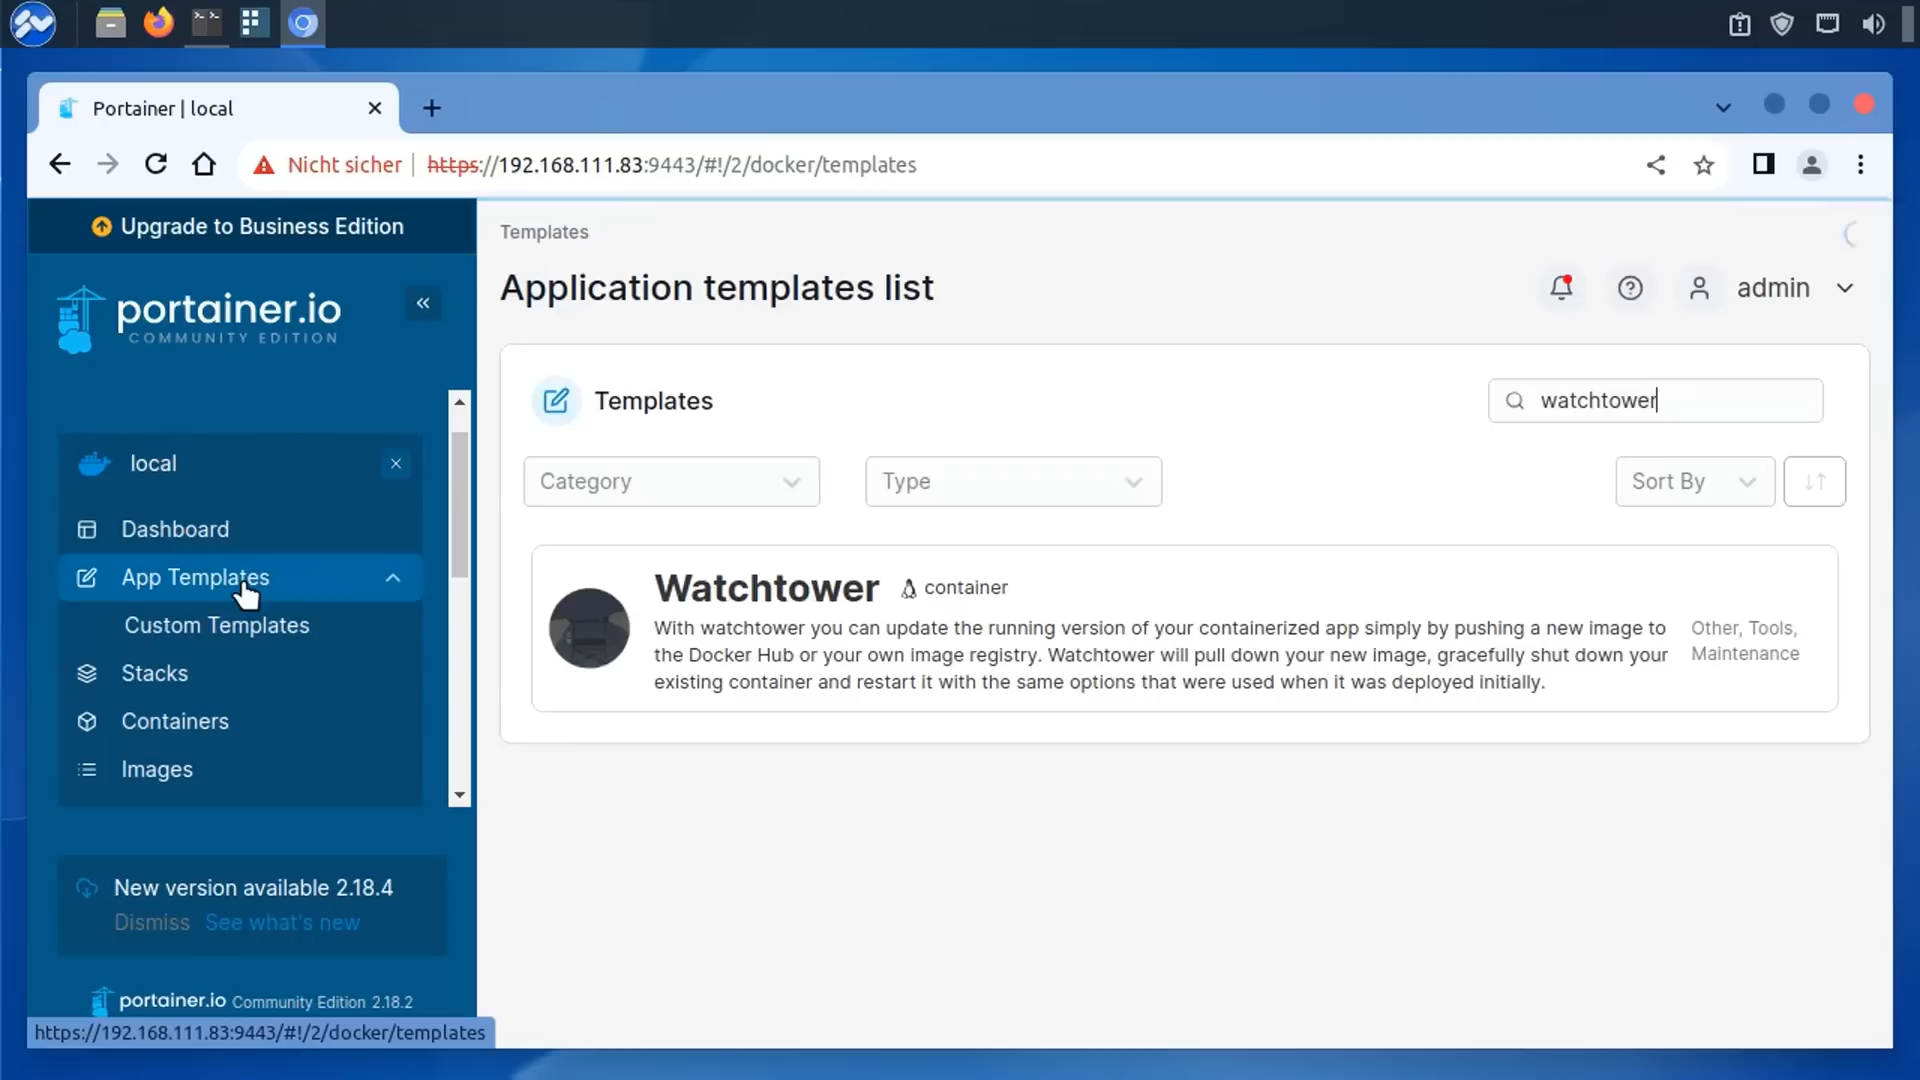 Portainer | local
Nicht sicher
https://192.168.111.83:9443/#!/2/docker/templates
Upgrade to Business Edition
portainer.io
COMMUNITY EDITION
local
Dashboard
App Templates
Custom Templates
Stacks
Containers
Images
New version available 2.18.4
Dismiss See what's new
portainer.io Community Edition 2.18.2
https://192.168.111.83:9443/#!/2/docker/templates
Templates
Application templates list
admin
Templates
watchtower
Category
Type
Sort By
Watchtower container
With watchtower you can update the running version of your containerized app simply by pushing a new image to
the Docker Hub or your own image registry. Watchtower will pull down your new image, gracefully shut down your
existing container and restart it with the same options that were used when it was deployed initially.
Other, Tools,
Maintenance